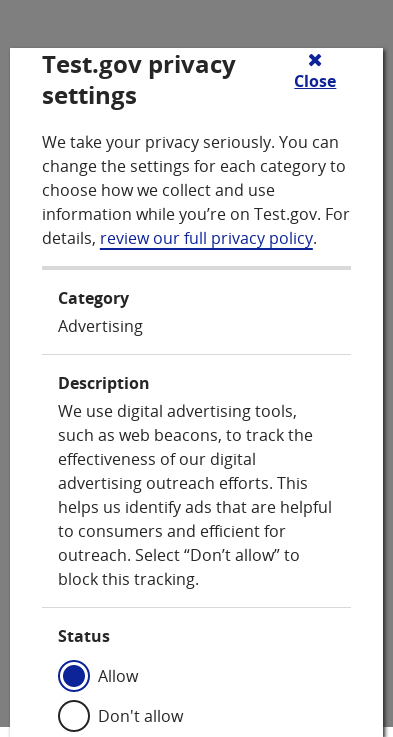 Test.gov privacy
settings
✖
Close
We take your privacy seriously. You can
change the settings for each category to
choose how we collect and use
information while you’re on Test.gov. For
details, review our full privacy policy.
Category
Advertising
Description
We use digital advertising tools,
such as web beacons, to track the
effectiveness of our digital
advertising outreach efforts. This
helps us identify ads that are helpful
to consumers and efficient for
outreach. Select “Don’t allow” to
block this tracking.
Status
Allow
Don't allow